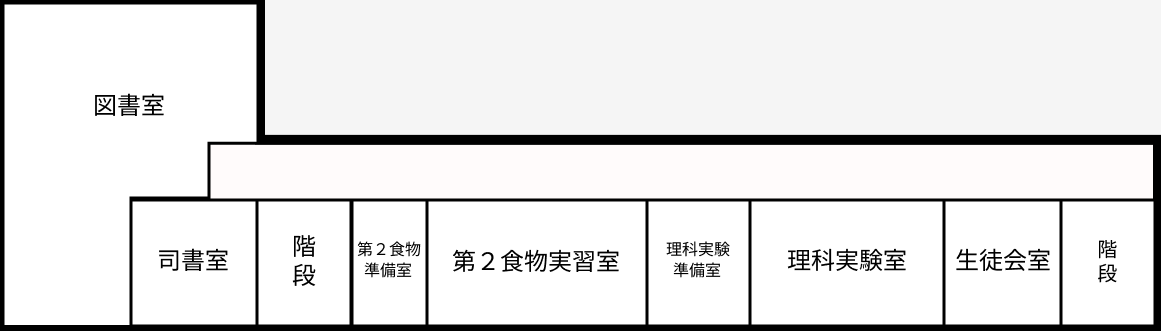 図書室
司書室
階
段
第２食物
準備室
第２食物実習室
理科実験
準備室
理科実験室
生徒会室
階
段